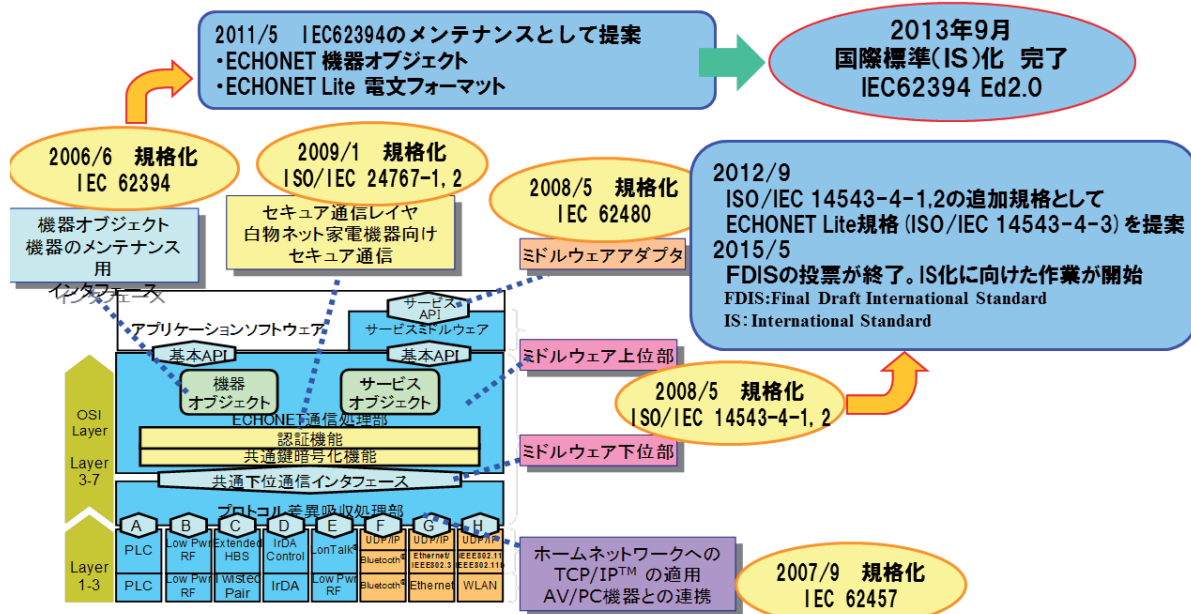 2011/5 IEC62394のメンテナンスとして提案
・ECHONET 機器オブジェクト
・ECHONET Lite 電文フォーマット
2013年9月
国際標準(IS)化 完了
IEC62394 Ed2.0
2006/6 規格化
IEC 62394
2009/1 規格化
ISO/IEC 24767-1, 2
2008/5 規格化
IEC 62480
2012/9
ISO/IEC 14543-4-1,2の追加規格として
ECHONET Lite規格(ISO/IEC 14543-4-3)を提案
2015/5
FDISの投票が終了。IS化に向けた作業が開始
FDIS:Final Draft International Standard
IS:International Standard
機器オブジェクト
機器のメンテナンス
用
インタフェース
セキュア通信レイヤ
白物ネット家電機器向け
セキュア通信
ミドルウェアアダプタ
サービス
API
アプリケーションソフトウェア
サービスミドルウェア
基本API
基本API
ミドルウェア上位部
機器
オブジェクト
サービス
オブジェクト
2008/5 規格化
ISO/IEC 14543-4-1, 2
OSI
Layer
Layer
3-7
ECHONET通信処理部
認証機能
共通鍵暗号化機能
ミドルウェア下位部
共通下位通信インタフェース
プロトコル差異吸収処理部
A B C D E F G H
Layer
1-3
PLC
Low Pwr
RF
Extended
HBS
IrDA
Control
LonTalk®
UDP/IP
Bluetooth®
UDP/IP
Ethernet/
IEEE802.3
UDP/IP
IEEE802.11
IEEE802.11b
PLC
Low Pwr
RF
Twisted
Pair
IrDA
Low Pwr
RF
Bluetooth®
Ethernet
WLAN
ホームネットワークへの
TCP/IP™ の適用
AV/PC機器との連携
2007/9 規格化
IEC 62457